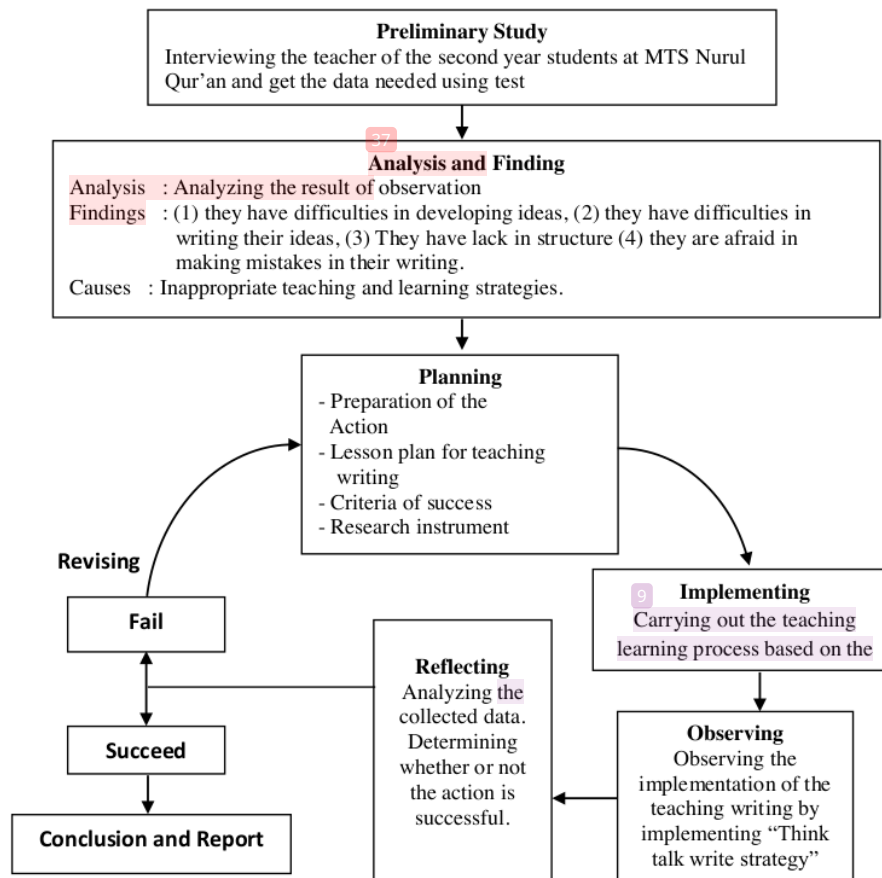 Preliminary Study
Interviewing the teacher of the second year students at MTS Nurul
Qur’an and get the data needed using test
37
Analysis and Finding
Analysis : Analyzing the result of observation
Findings : (1) they have difficulties in developing ideas, (2) they have difficulties in
writing their ideas, (3) They have lack in structure (4) they are afraid in
making mistakes in their writing.
Causes : Inappropriate teaching and learning strategies.
Planning
- Preparation of the
Action
- Lesson plan for teaching
writing
- Criteria of success
- Research instrument
Revising
Fail
9
Implementing
Carrying out the teaching
learning process based on the
Reflecting
Analyzing the
collected data.
Determining
whether or not
the action is
successful.
Observing
Observing the
implementation of the
teaching writing by
implementing “Think
talk write strategy”
Succeed
Conclusion and Report